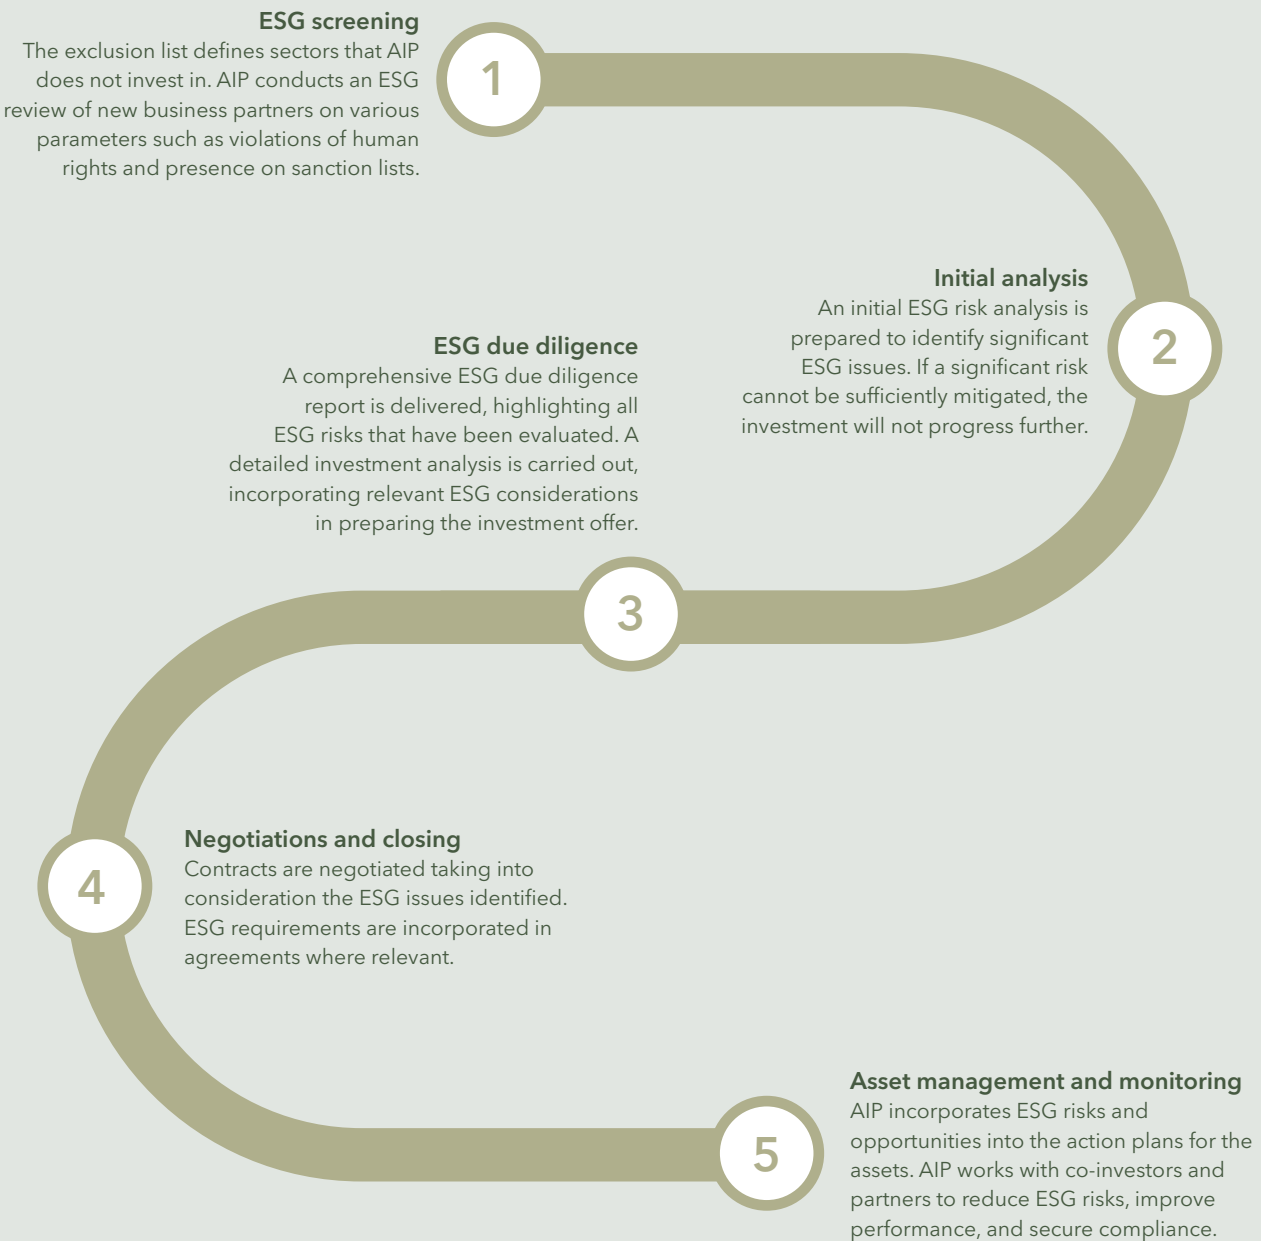 ESG screening
The exclusion list defines sectors that AIP
does not invest in. AIP conducts an ESG
review of new business partners on various
parameters such as violations of human
rights and presence on sanction lists.
1
Initial analysis
An initial ESG risk analysis is
prepared to identify significant
ESG issues. If a significant risk
cannot be sufficiently mitigated, the
investment will not progress further.
2
ESG due diligence
A comprehensive ESG due diligence
report is delivered, highlighting all
ESG risks that have been evaluated. A
detailed investment analysis is carried out,
incorporating relevant ESG considerations
in preparing the investment offer.
3
4
Negotiations and closing
Contracts are negotiated taking into
consideration the ESG issues identified.
ESG requirements are incorporated in
agreements where relevant.
5
Asset management and monitoring
AIP incorporates ESG risks and
opportunities into the action plans for the
assets. AIP works with co-investors and
partners to reduce ESG risks, improve
performance, and secure compliance.